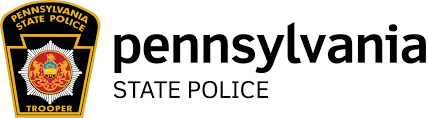 PENNSYLVANIA
STATE POLICE
TROOPER
pennsylvania
STATE POLICE